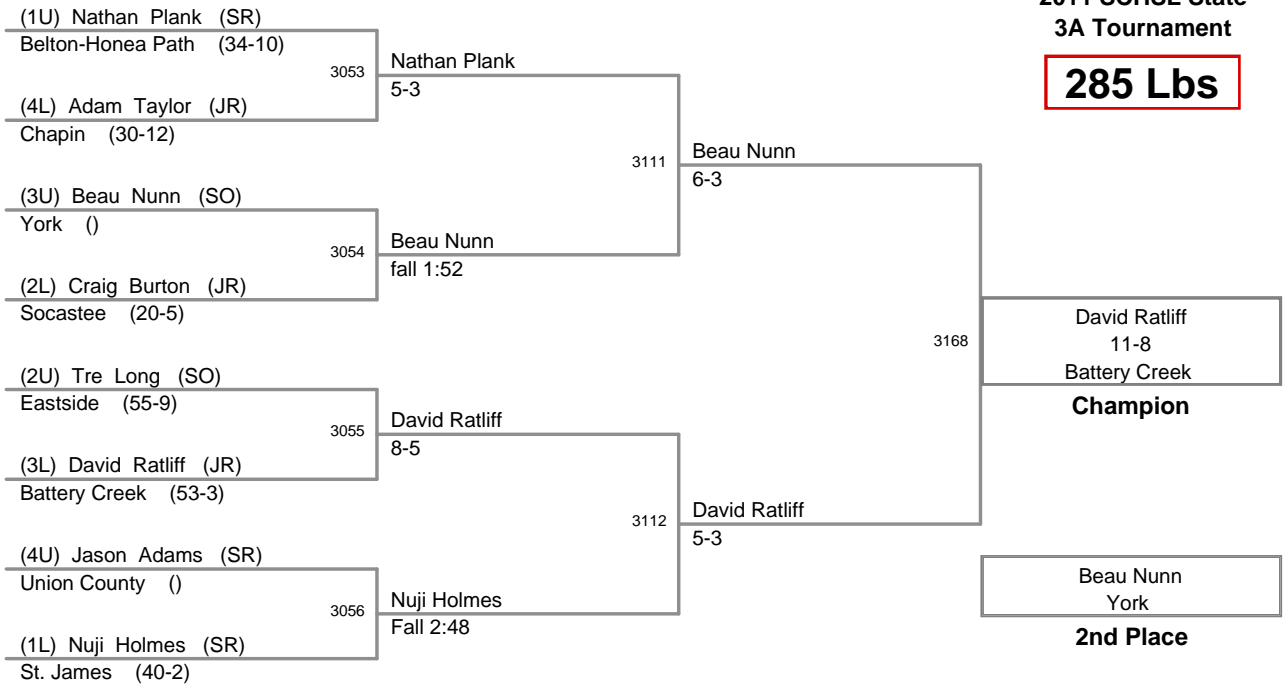 2011 SCHSL State
3A Tournament
285 Lbs
(1U) Nathan Plank (SR)
Belton-Honea Path (34-10)
3053
Nathan Plank
5-3
(4L) Adam Taylor (JR)
Chapin (30-12)
3111
Beau Nunn
6-3
(3U) Beau Nunn (SO)
York ()
3054
Beau Nunn
fall 1:52
(2L) Craig Burton (JR)
Socastee (20-5)
3168
David Ratliff
11-8
Battery Creek
Champion
(2U) Tre Long (SO)
Eastside (55-9)
3055
David Ratliff
8-5
(3L) David Ratliff (JR)
Battery Creek (53-3)
3112
David Ratliff
5-3
(4U) Jason Adams (SR)
Union County ()
3056
Nuji Holmes
Fall 2:48
(1L) Nuji Holmes (SR)
St. James (40-2)
Beau Nunn
York
2nd Place